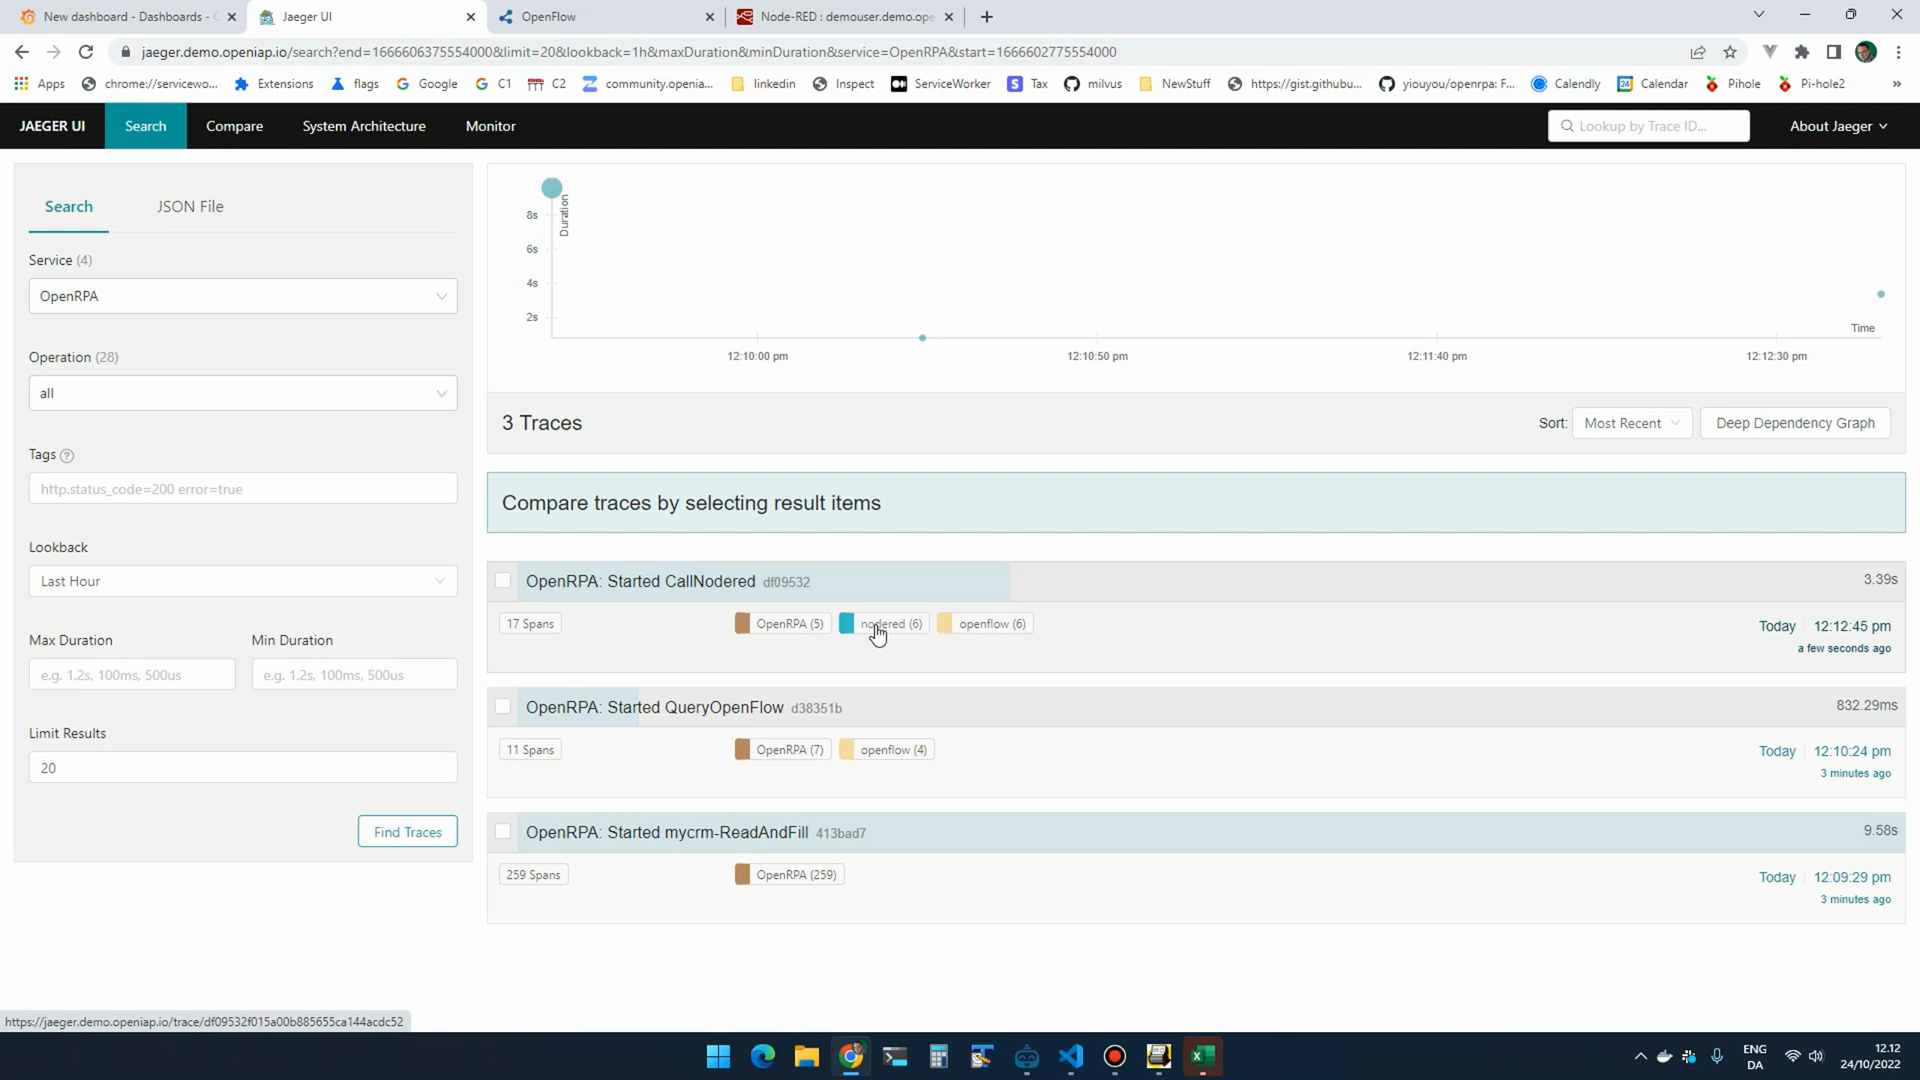 New dashboard - Dashboards -
Jaeger UI
OpenFlow
Node-RED : demouser.demo.ope
jaeger.demo.openiap.io/search?end=1666606375554000&limit=20&lookback=1h&maxDuration&minDuration&service=OpenRPA&start=1666602775554000
Apps
chrome://servicewo...
Extensions
flags
Google
C1
C2
community.openia...
linkedin
Inspect
ServiceWorker
Tax
milvus
NewStuff
https://gist.githubu...
yiouyou/openrpa: F...
Calendly
Calendar
Pihole
Pi-hole2
»
JAEGER UI
Search
Compare
System Architecture
Monitor
Lookup by Trace ID...
About Jaeger
Search
JSON File
Service (4)
OpenRPA
Operation (28)
all
Tags
http.status_code=200 error=true
Lookback
Last Hour
Max Duration
Min Duration
e.g. 1.2s, 100ms, 500us
e.g. 1.2s, 100ms, 500us
Limit Results
20
Find Traces
Duration
8s
6s
4s
2s
Time
12:10:00 pm
12:10:50 pm
12:11:40 pm
12:12:30 pm
3 Traces
Sort:
Most Recent
Deep Dependency Graph
Compare traces by selecting result items
OpenRPA: Started CallNodered df09532
3.39s
17 Spans
OpenRPA (5)
nodered (6)
openflow (6)
Today 12:12:45 pm
a few seconds ago
OpenRPA: Started QueryOpenFlow d38351b
832.29ms
11 Spans
OpenRPA (7)
openflow (4)
Today 12:10:24 pm
3 minutes ago
OpenRPA: Started mycrm-ReadAndFill 413bad7
9.58s
259 Spans
OpenRPA (259)
Today 12:09:29 pm
3 minutes ago
https://jaeger.demo.openiap.io/trace/df09532f015a00b885655ca144acdc52
ENG
DA
12.12
24/10/2022